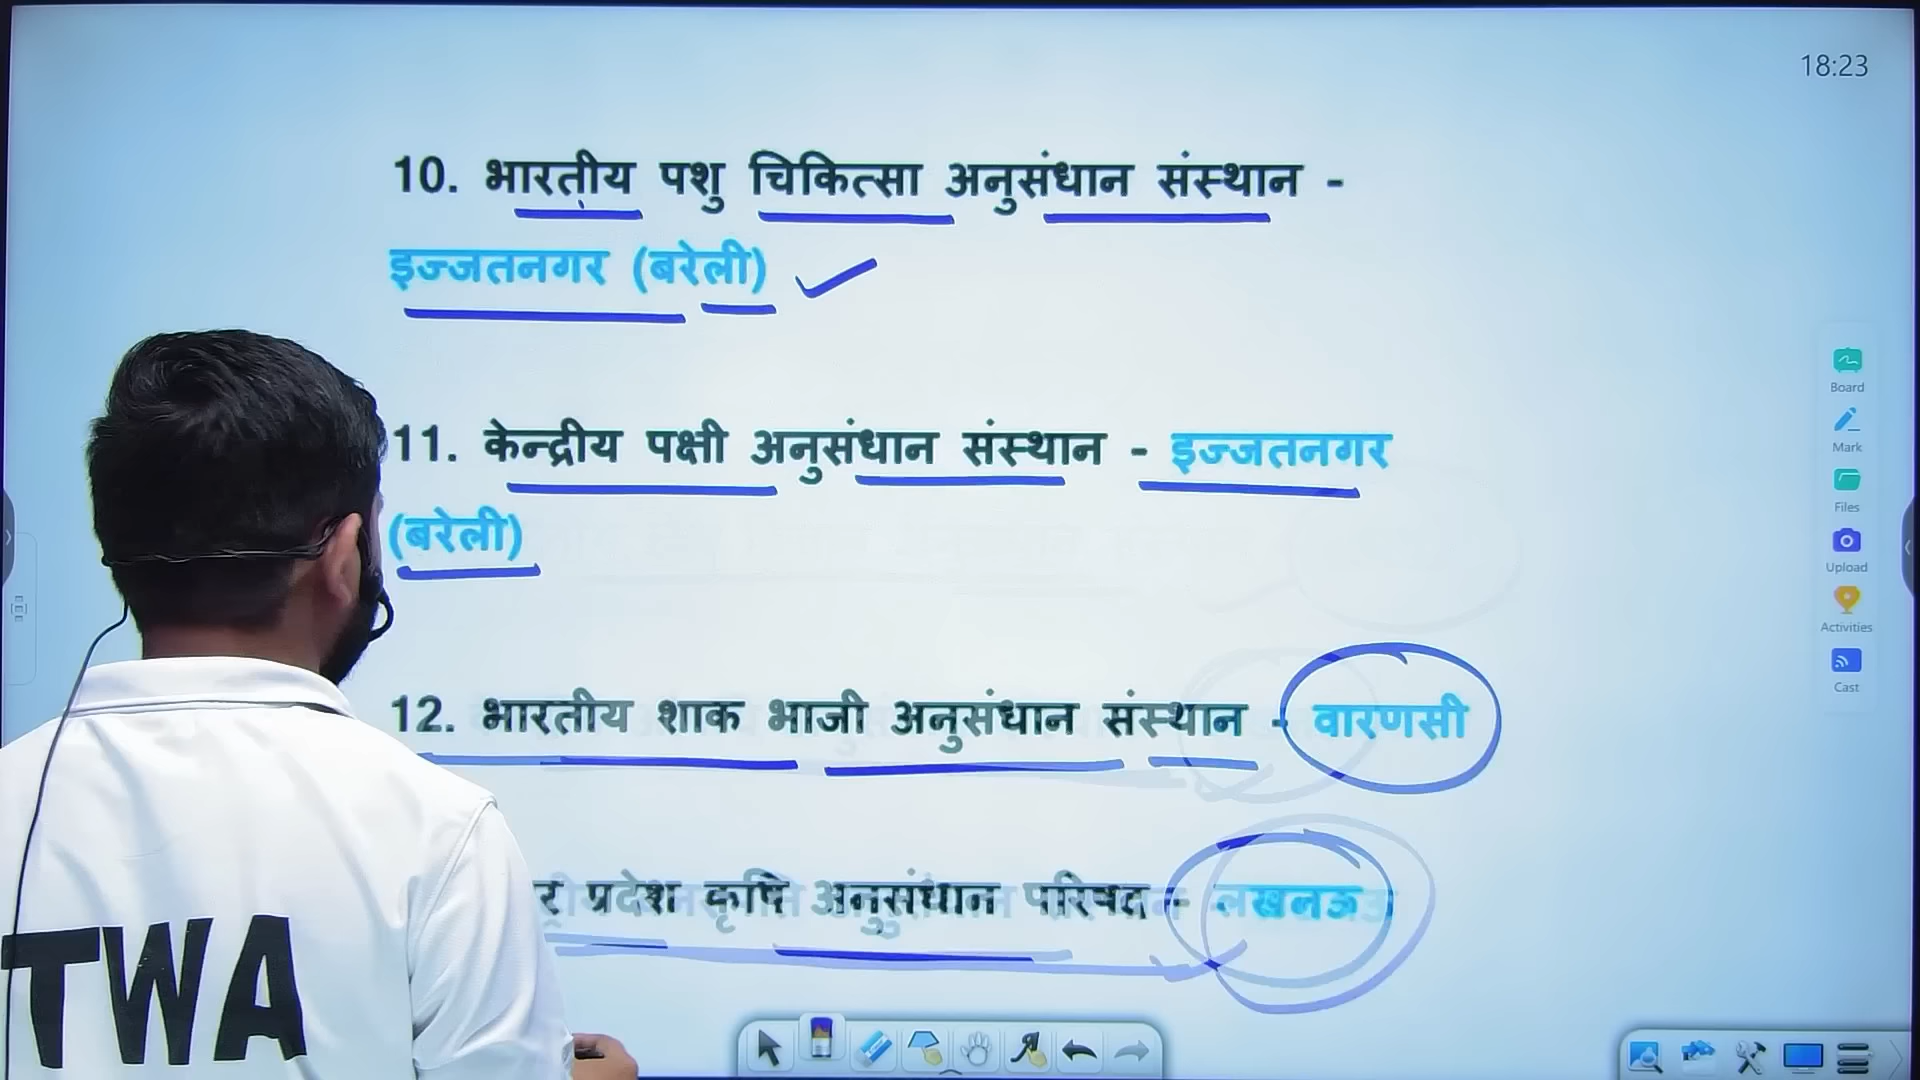 18:23
10. भारतीय पशु चिकित्सा अनुसंधान संस्थान -
इज्जतनगर (बरेली)
11. केन्द्रीय पक्षी अनुसंधान संस्थान - इज्जतनगर
(बरेली)
12. भारतीय शाक भाजी अनुसंधान संस्थान - वारणसी
प्रदेश कृषि अनुसंधान परिषद - लखनऊ
Board
Mark
Files
Upload
Activities
Cast
TWA